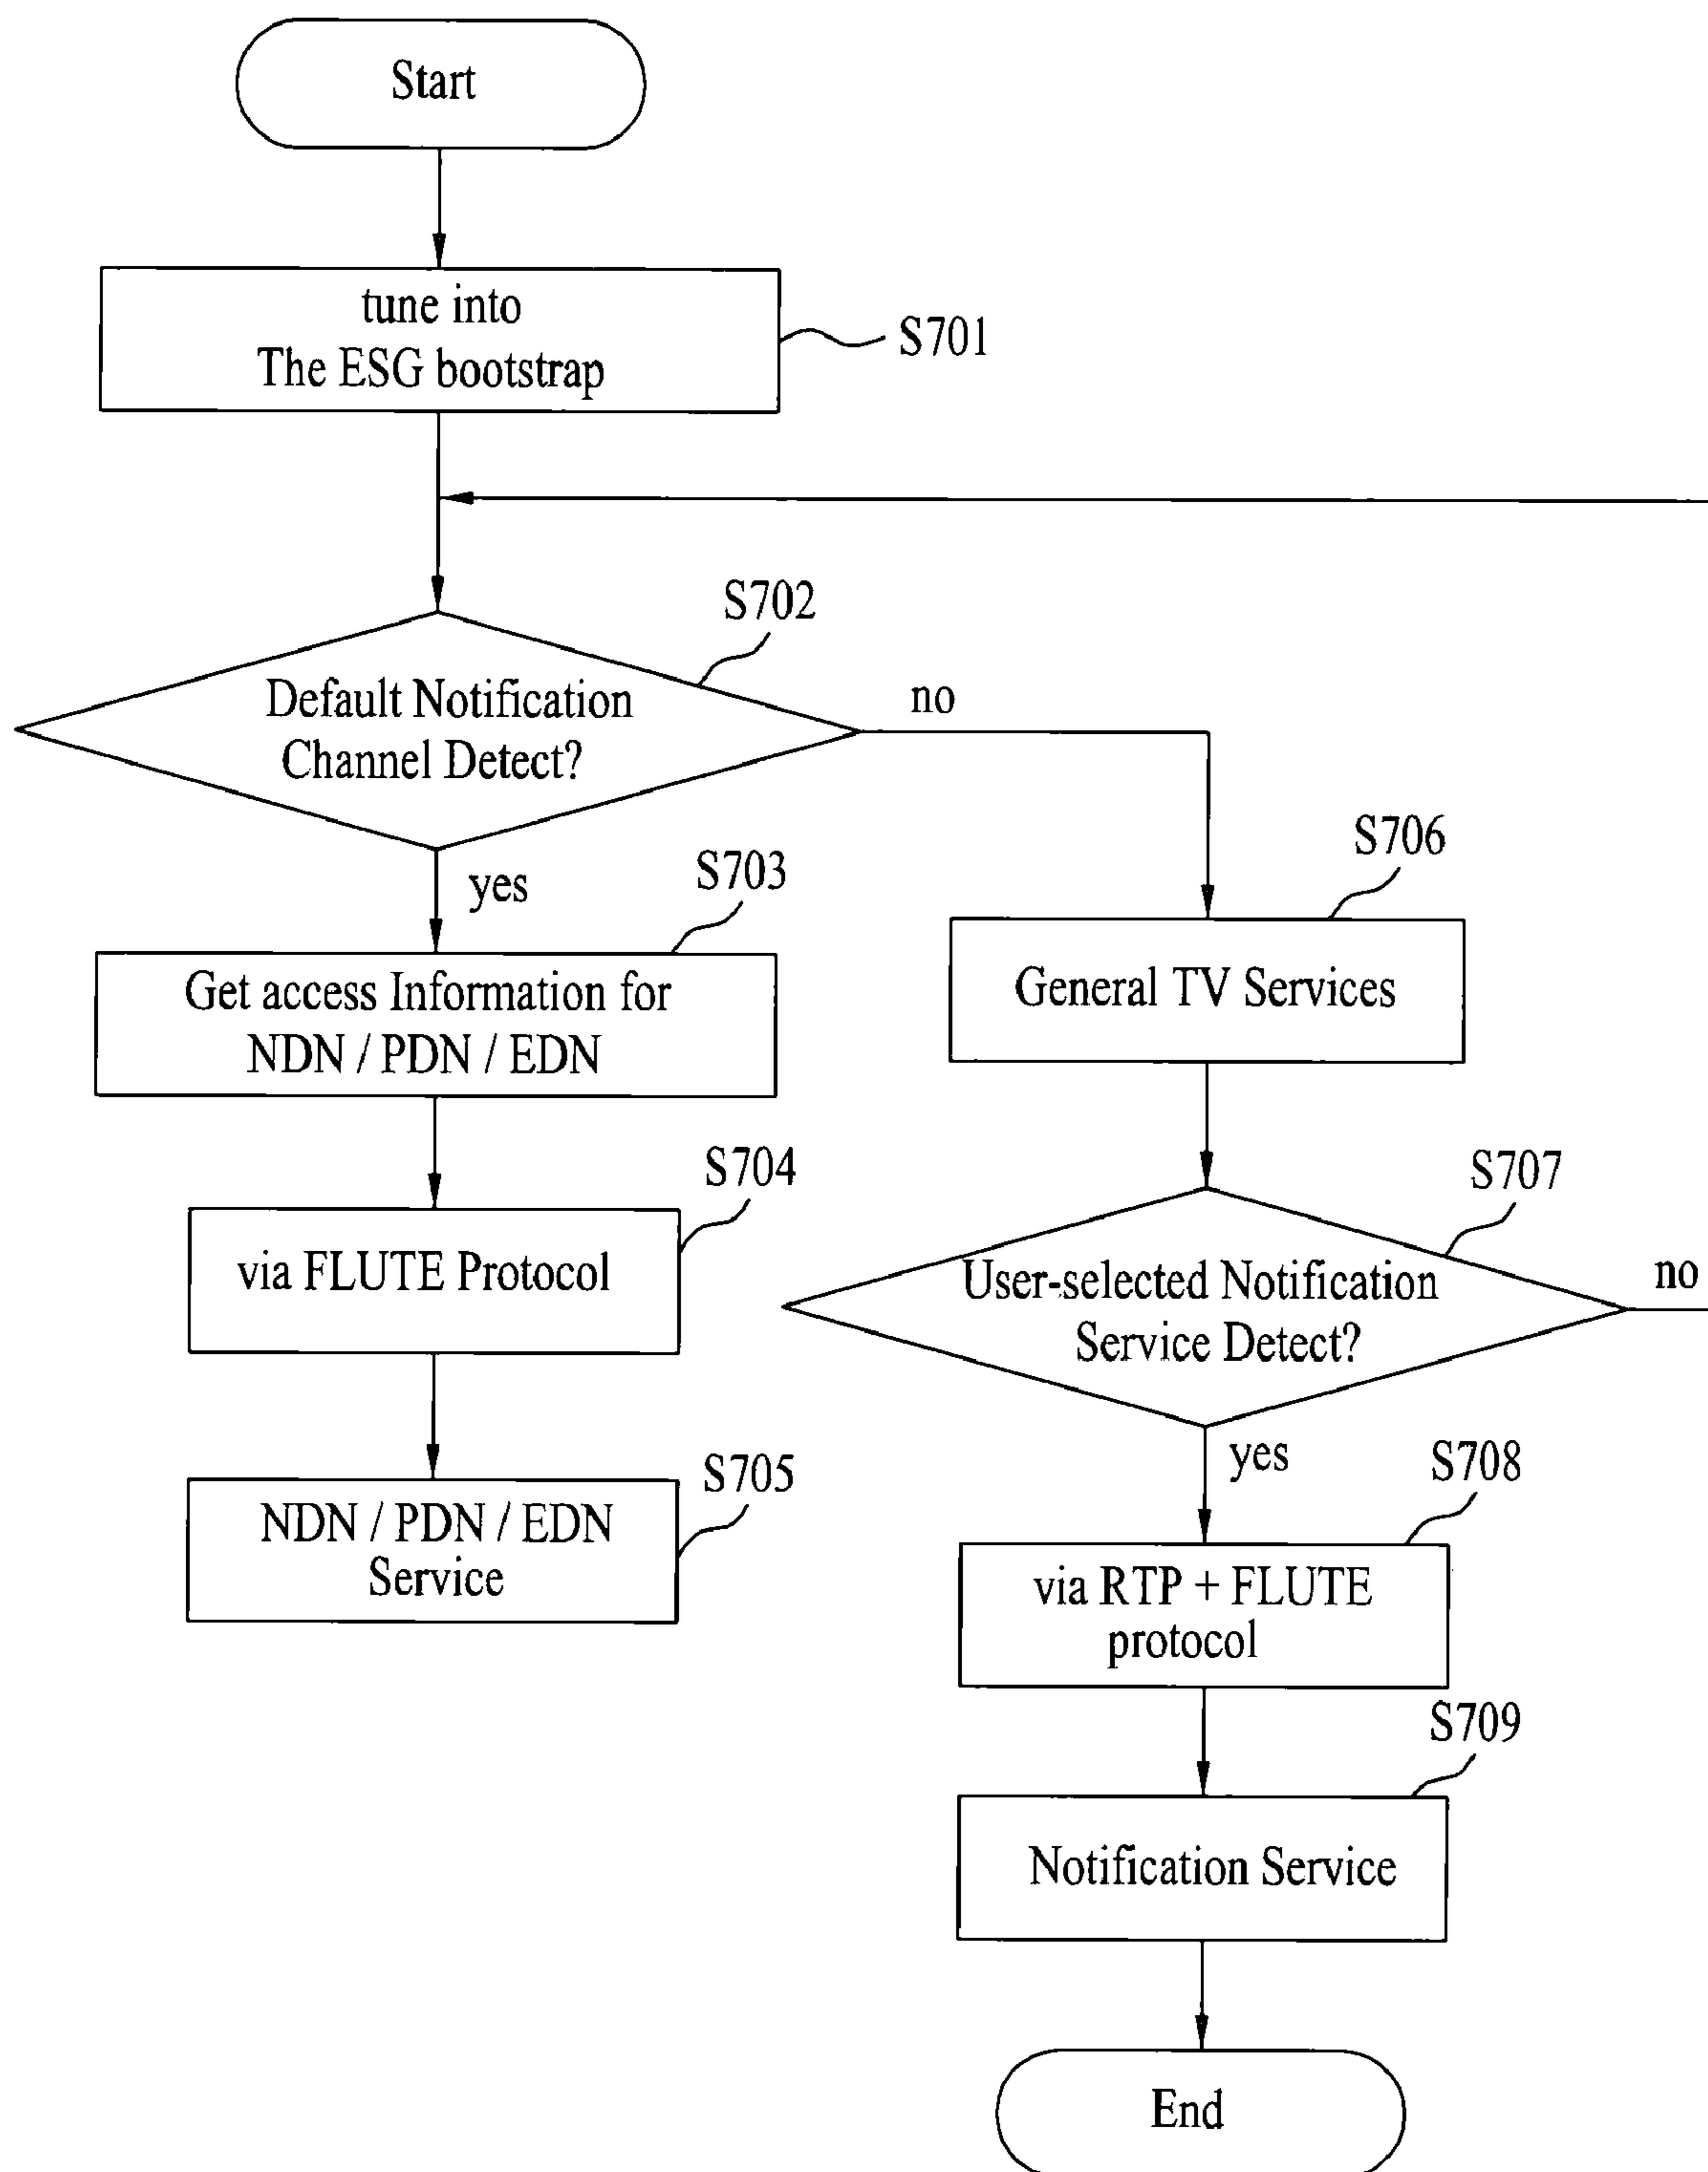 Start
tune into
The ESG bootstrap
S701
S702
Default Notification
Channel Detect?
no
yes
S703
Get access Information for
NDN / PDN / EDN
S704
via FLUTE Protocol
S705
NDN / PDN / EDN
Service
S706
General TV Services
S707
User-selected Notification
Service Detect?
no
yes
S708
via RTP + FLUTE
protocol
S709
Notification Service
End